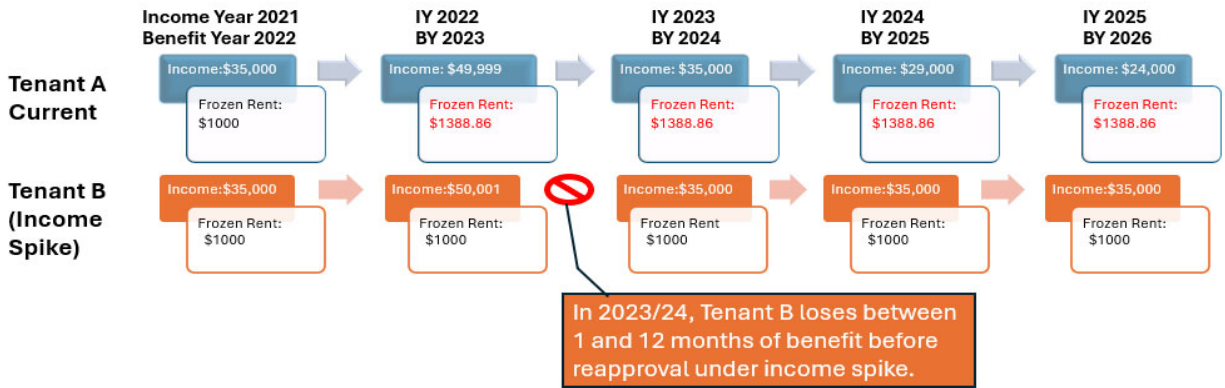 Income Year 2021
Benefit Year 2022
IY 2022
BY 2023
IY 2023
BY 2024
IY 2024
BY 2025
IY 2025
BY 2026
Tenant A
Current
Income:$35,000
Frozen Rent:
$1000
Income: $49,999
Frozen Rent:
$1388.86
Income:$35,000
Frozen Rent:
$1388.86
Income:$29,000
Frozen Rent:
$1388.86
Income:$24,000
Frozen Rent:
$1388.86
Tenant B
(Income
Spike)
Income:$35,000
Frozen Rent:
$1000
Income:$50,001
Frozen Rent:
$1000
Income:$35,000
Frozen Rent
$1000
Income:$35,000
Frozen Rent:
$1000
Income:$35,000
Frozen Rent:
$1000
In 2023/24, Tenant B loses between
1 and 12 months of benefit before
reapproval under income spike.